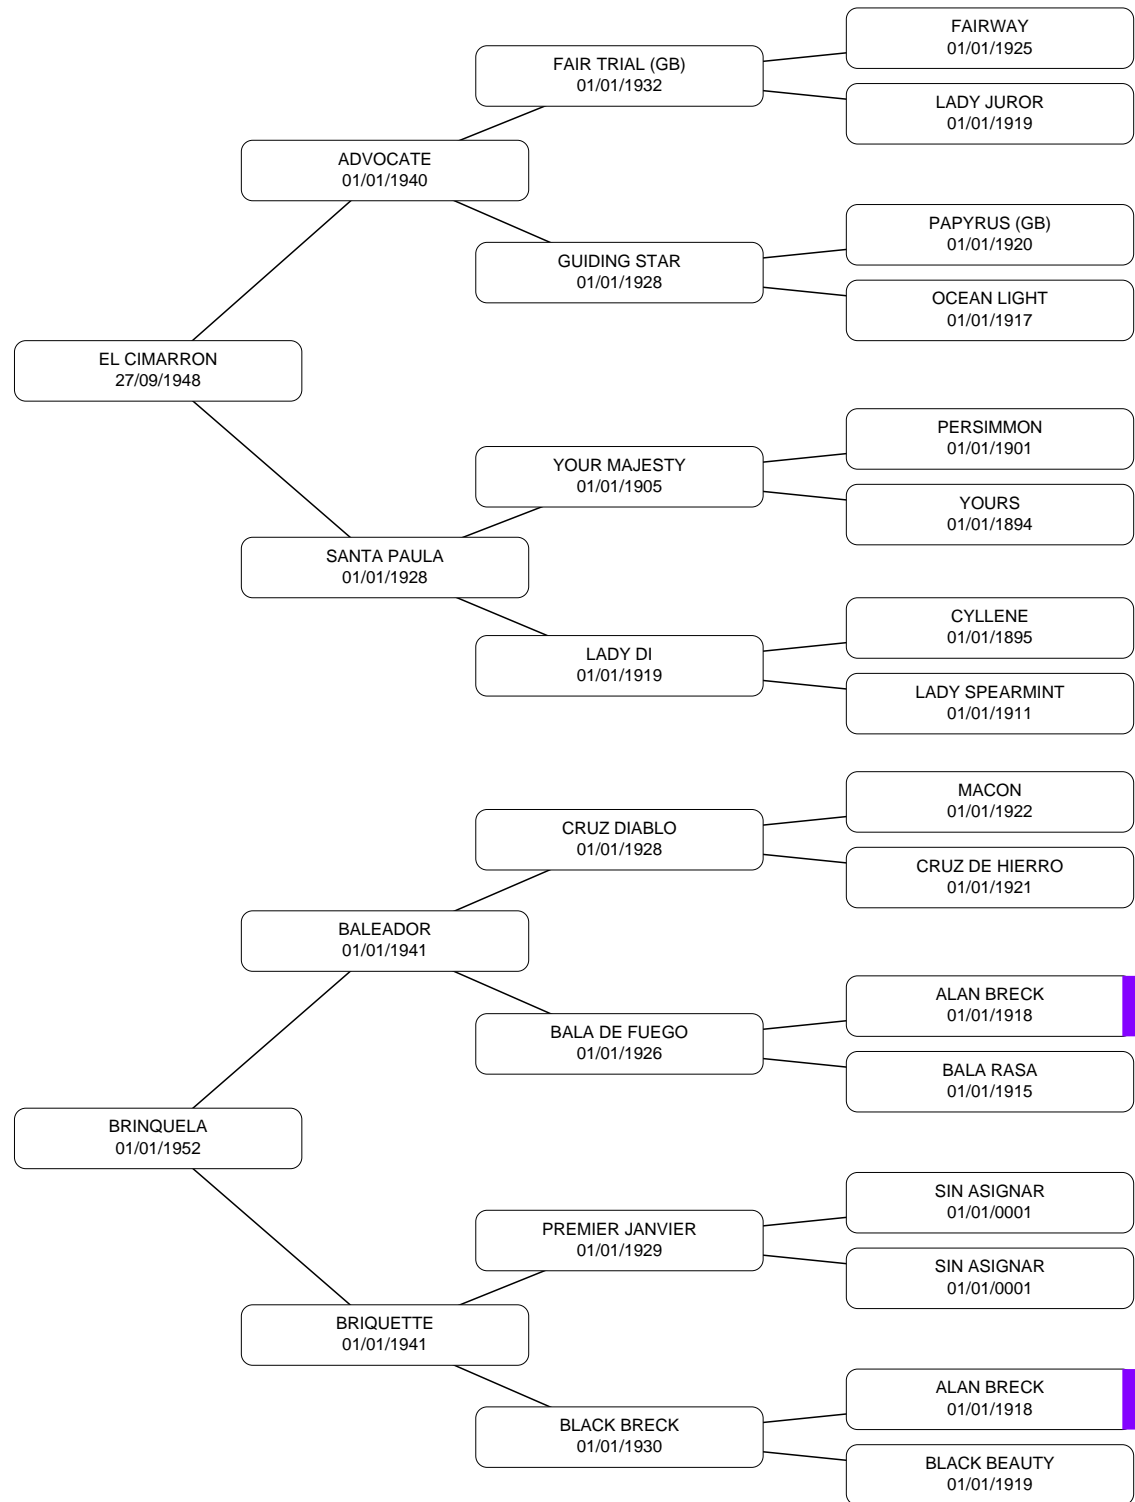 FAIRWAY
01/01/1925
FAIR TRIAL (GB)
01/01/1932
LADY JUROR
01/01/1919
ADVOCATE
01/01/1940
PAPYRUS (GB)
01/01/1920
GUIDING STAR
01/01/1928
OCEAN LIGHT
01/01/1917
EL CIMARRON
27/09/1948
PERSIMMON
01/01/1901
YOUR MAJESTY
01/01/1905
YOURS
01/01/1894
SANTA PAULA
01/01/1928
CYLLENE
01/01/1895
LADY DI
01/01/1919
LADY SPEARMINT
01/01/1911
MACON
01/01/1922
CRUZ DIABLO
01/01/1928
CRUZ DE HIERRO
01/01/1921
BALEADOR
01/01/1941
ALAN BRECK
01/01/1918
BALA DE FUEGO
01/01/1926
BALA RASA
01/01/1915
BRINQUELA
01/01/1952
SIN ASIGNAR
01/01/0001
PREMIER JANVIER
01/01/1929
SIN ASIGNAR
01/01/0001
BRIQUETTE
01/01/1941
ALAN BRECK
01/01/1918
BLACK BRECK
01/01/1930
BLACK BEAUTY
01/01/1919